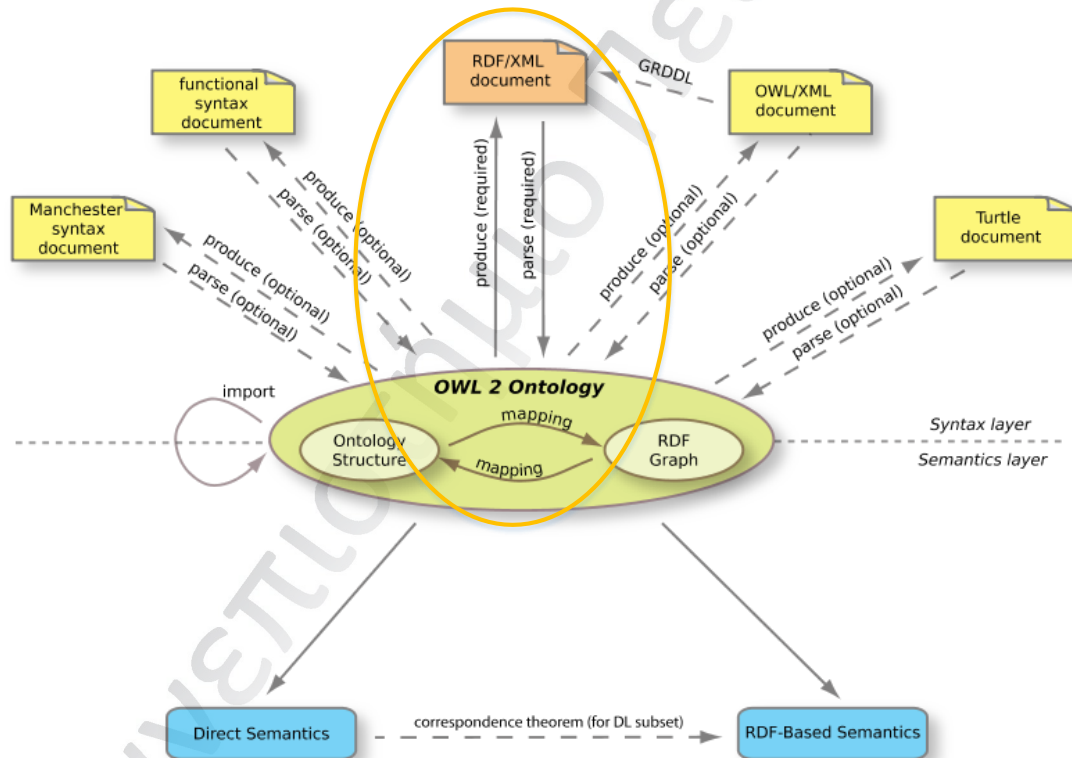 RDF/XML
document
GRDDL
functional
syntax
document
OWL/XML
document
Manchester
syntax
document
Turtle
document
produce (optional)
parse (optional)
produce (optional)
parse (optional)
produce (required)
parse (required)
produce (optional)
parse (optional)
produce (optional)
parse (optional)
import
OWL 2 Ontology
mapping
Ontology
Structure
mapping
RDF
Graph
Syntax layer
Semantics layer
Direct Semantics
correspondence theorem (for DL subset)
RDF-Based Semantics